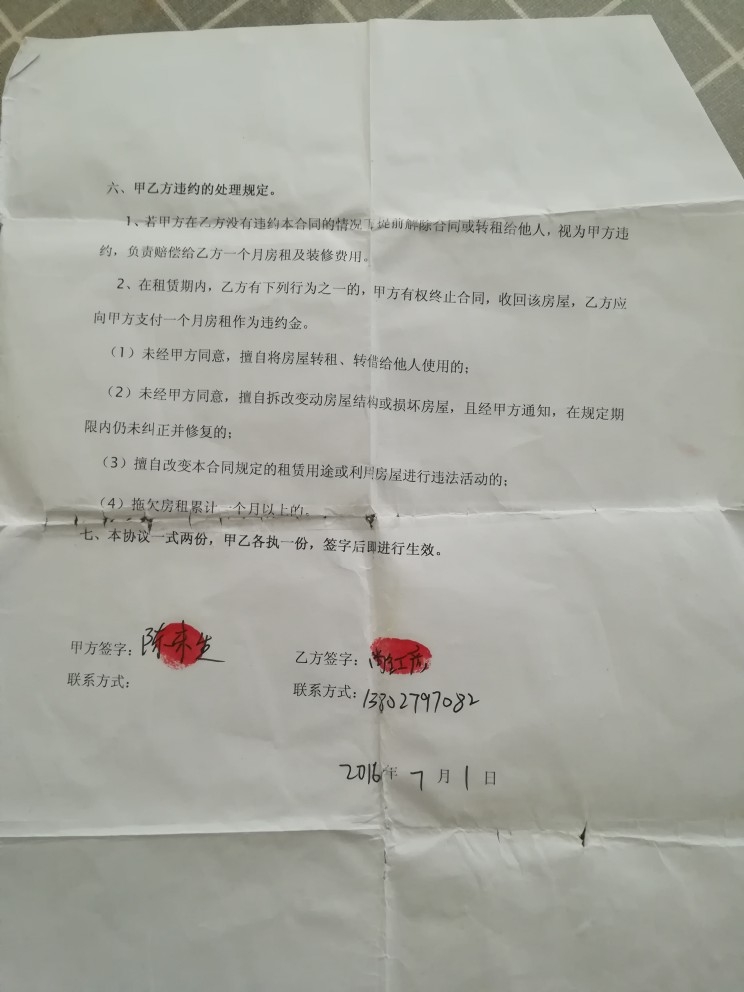 六、甲乙方违约的处理规定。
1、若甲方在乙方没有违约本合同的情况下提前解除合同或转租给他人，视为甲方违
约，负责赔偿给乙方一个月房租及装修费用。
2、在租赁期内，乙方有下列行为之一的，甲方有权终止合同，收回该房屋，乙方应
向甲方支付一个月房租作为违约金。
（1）未经甲方同意，擅自将房屋转租、转借给他人使用的；
（2）未经甲方同意，擅自拆改变动房屋结构或损坏房屋，且经甲方通知，在规定期
限内仍未纠正并修复的；
（3）擅自改变本合同规定的租赁用途或利用房屋进行违法活动的；
（4）拖欠房租累计一个月以上的。
七、本协议一式两份，甲乙各执一份，签字后即进行生效。
甲方签字：陈来生
乙方签字：
联系方式：
联系方式：13802797082
2016年 7月 1日